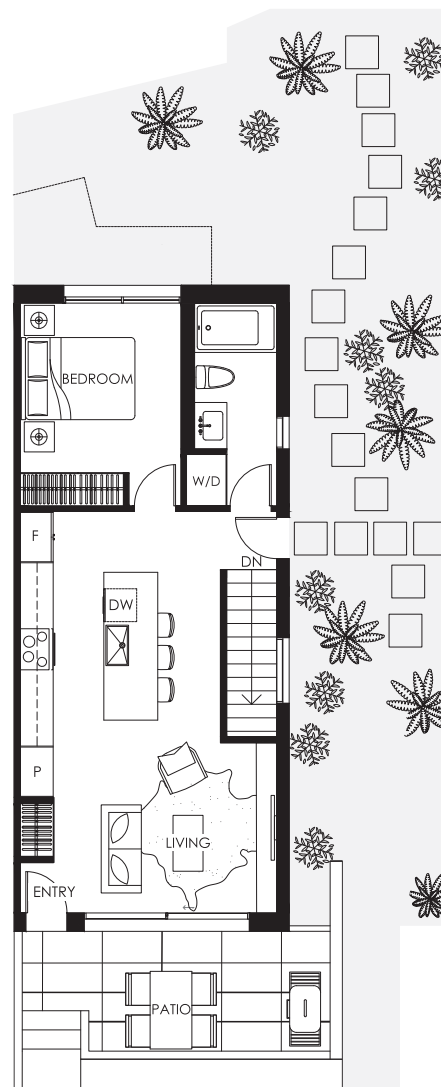 BEDROOM
W/D
F
DN
DW
P
LIVING
ENTRY
PATIO